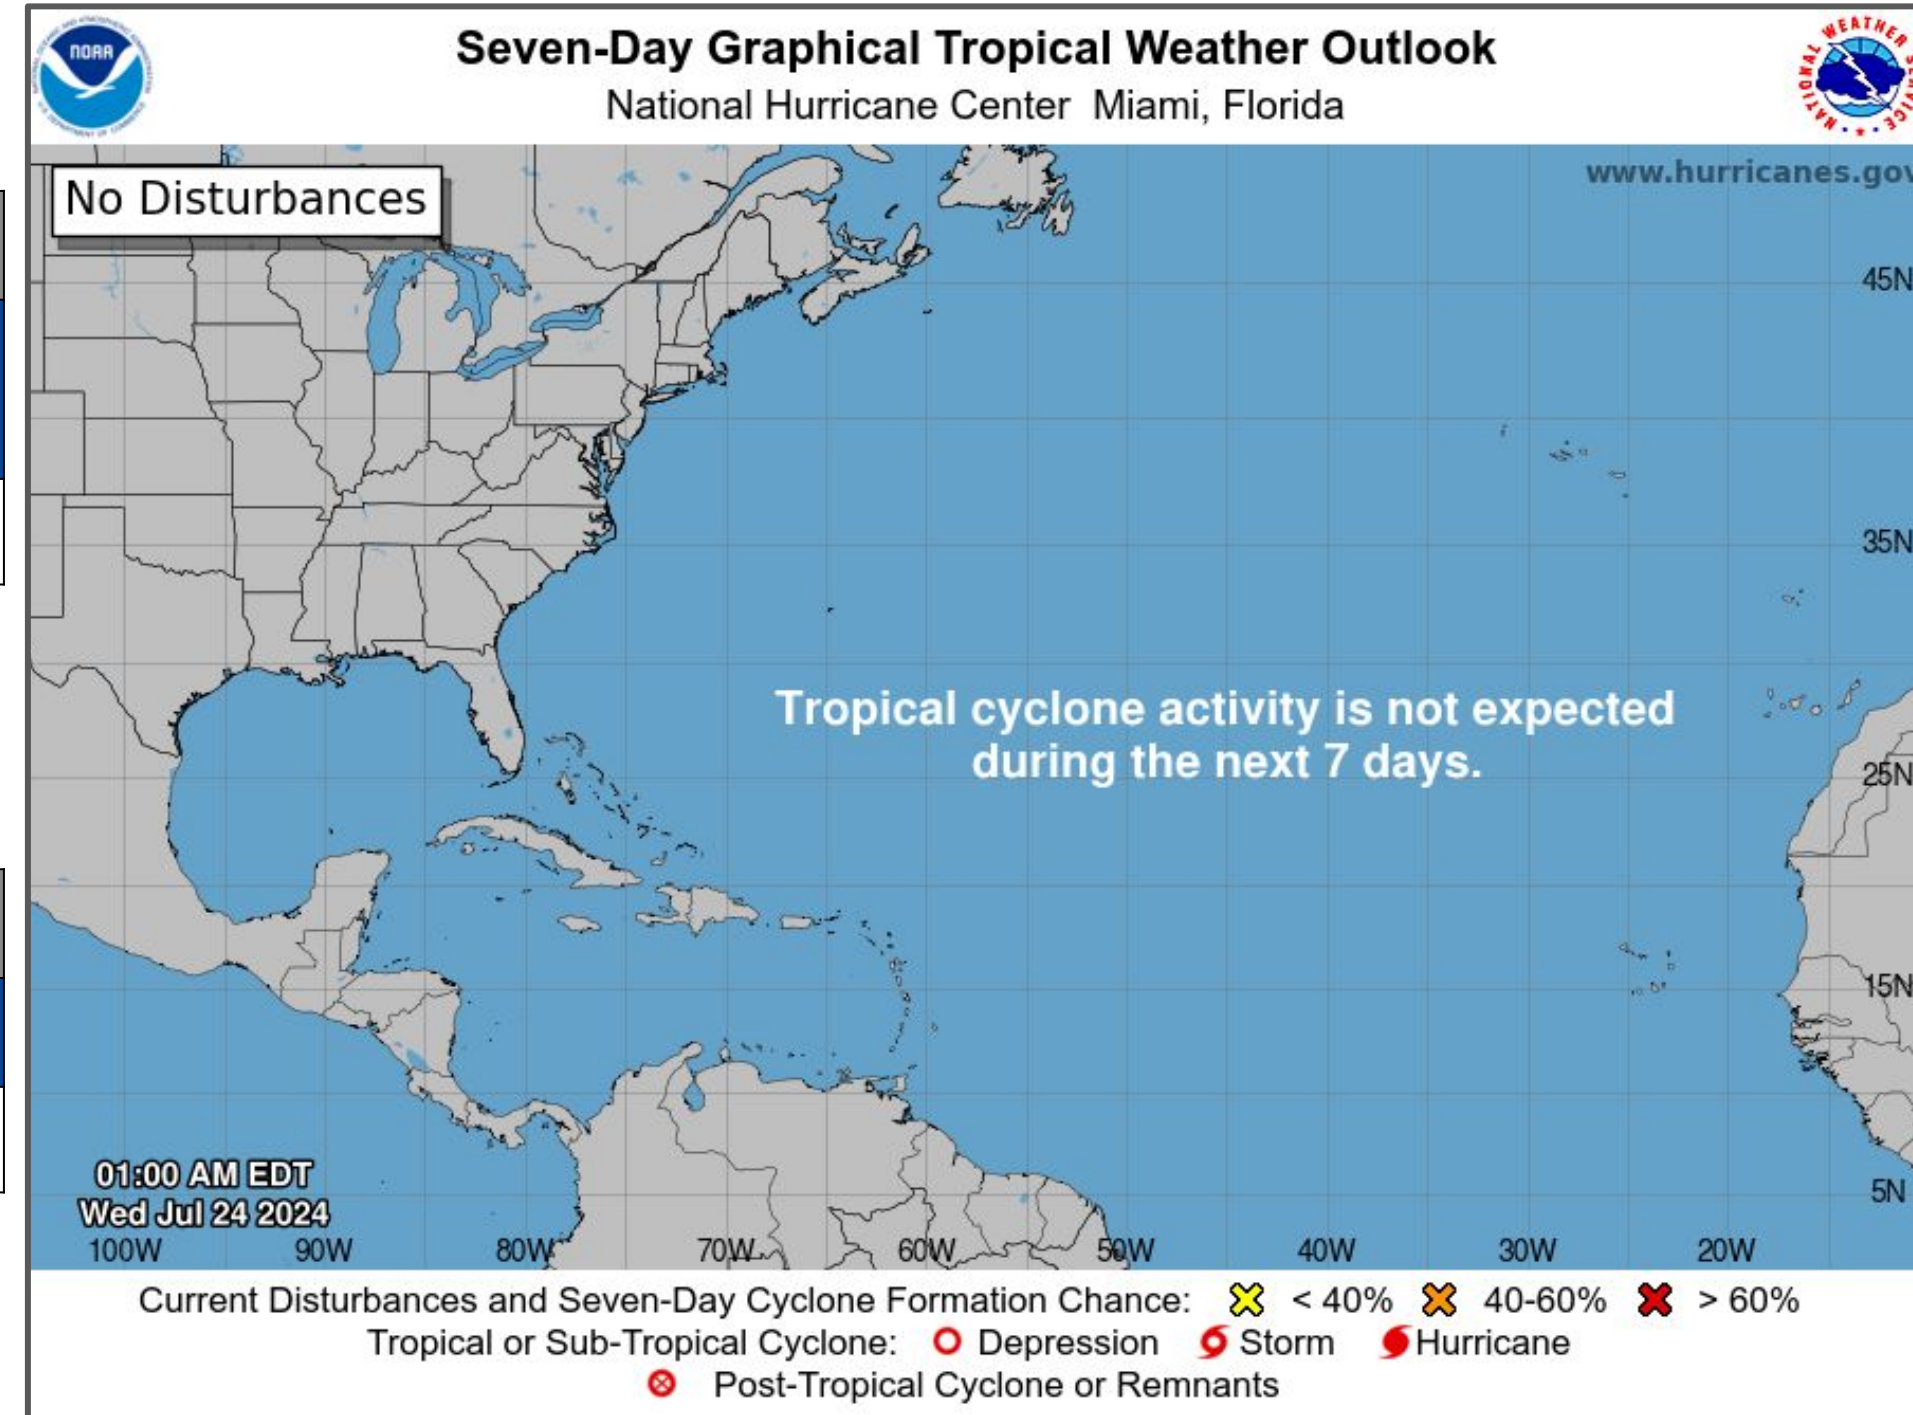 NOAA
Seven-Day Graphical Tropical Weather Outlook
National Hurricane Center Miami, Florida
NATIONAL WEATHER
No Disturbances
www.hurricanes.gov
45N
35N
Tropical cyclone activity is not expected
during the next 7 days.
25N
15N
01:00 AM EDT
Wed Jul 24 2024
5N
100W 90W 80W 70W 60W 50W 40W 30W 20W
Current Disturbances and Seven-Day Cyclone Formation Chance: < 40% 40-60% > 60%
Tropical or Sub-Tropical Cyclone: Depression Storm Hurricane
Post-Tropical Cyclone or Remnants